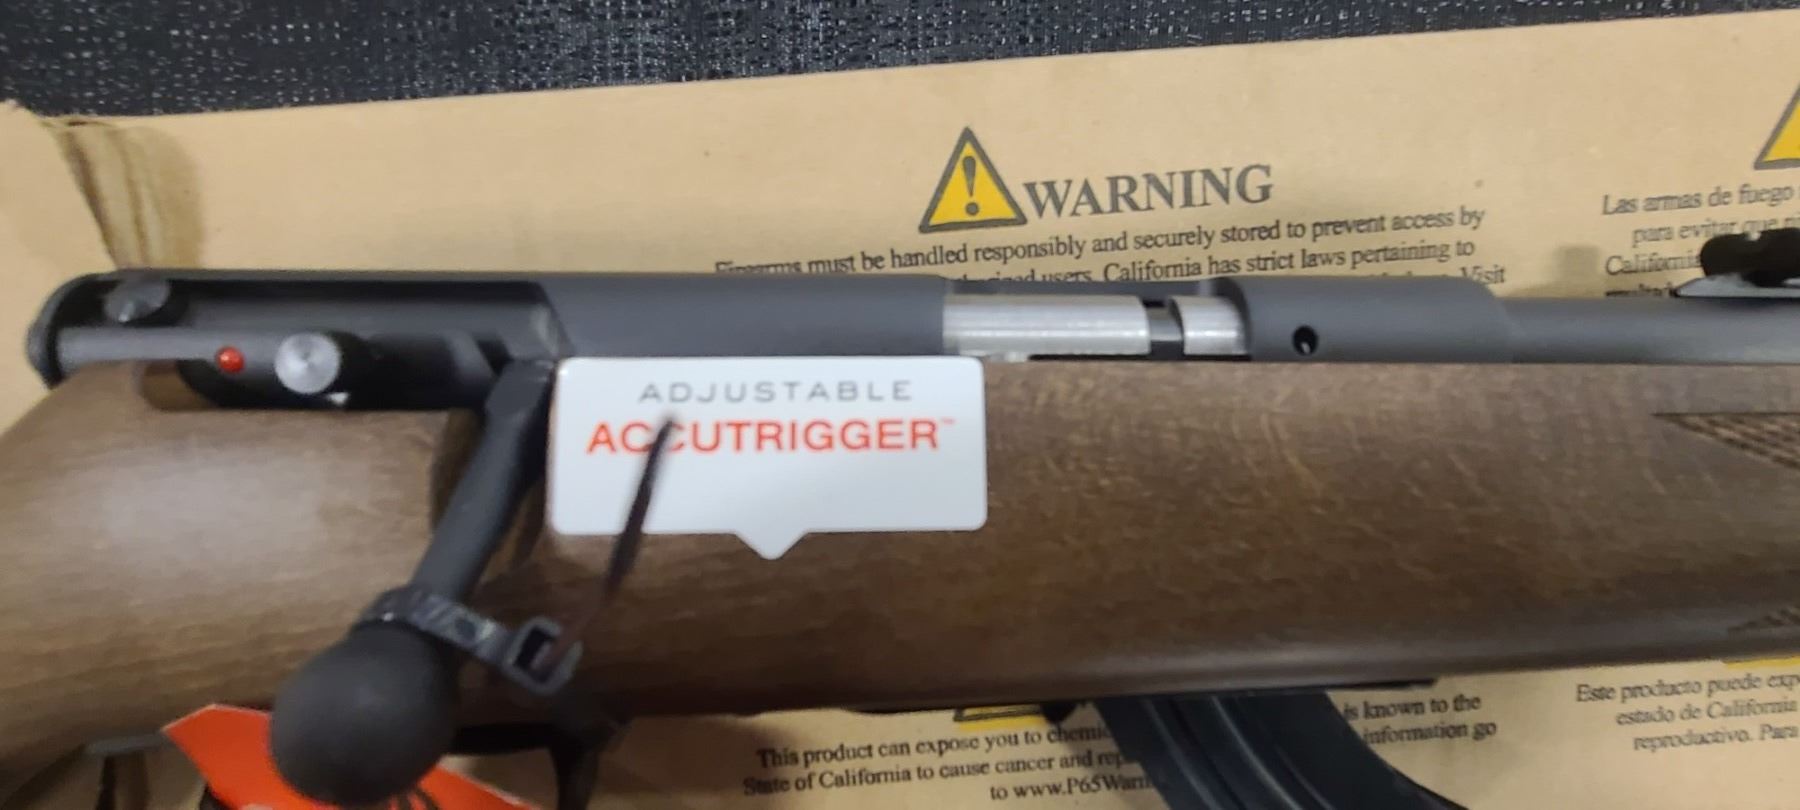 WARNING
Firearms must be handled responsibly and securely stored to prevent access by
users. California has strict laws pertaining to
Visit
Las armas de fuego
para evitar que
ADJUSTABLE
ACCUTRIGGER™
This product can expose you to
is known to the
State of California to cause cancer and
information go
to www.P65Warn
Este producto puede
estado de California
reproductivo. Para